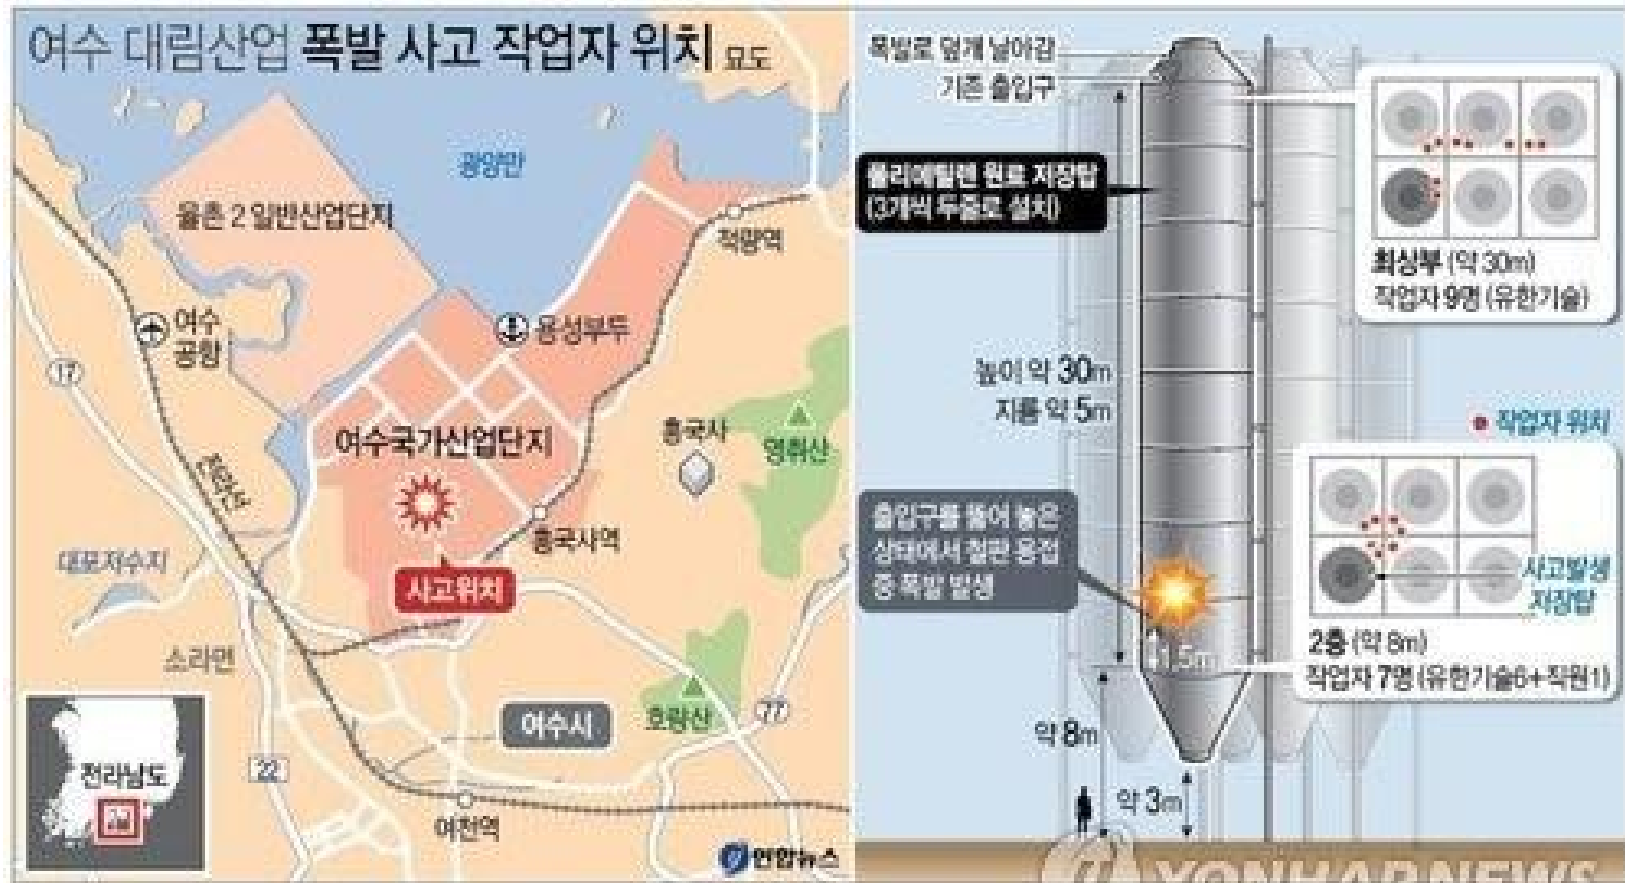 여수 대림산업 폭발 사고 작업자 위치
묘도
광양만
율촌 2 일반산업단지
적량역
여수
공항
용성부두
17
여수국가산업단지
흥국사
영취산
전라선
흥국사역
대포저수지
사고위치
소라면
여수시
호랑산
77
22
전라남도
여천역
연합뉴스
폭발로 덮개 날아감
기존 출입구
폴리에틸렌 원료 저장탑
(3개씩 두줄로 설치)
최상부 (약 30m)
작업자 9명 (유한기술)
높이 약 30m
지름 약 5m
작업자 위치
출입구를 뚫어 놓은
상태에서 철판 용접
중 폭발 발생
사고발생
저장탑
1.5m
2층 (약 8m)
작업자 7명 (유한기술6+직원1)
약 8m
약 3m
YONHAP NEWS